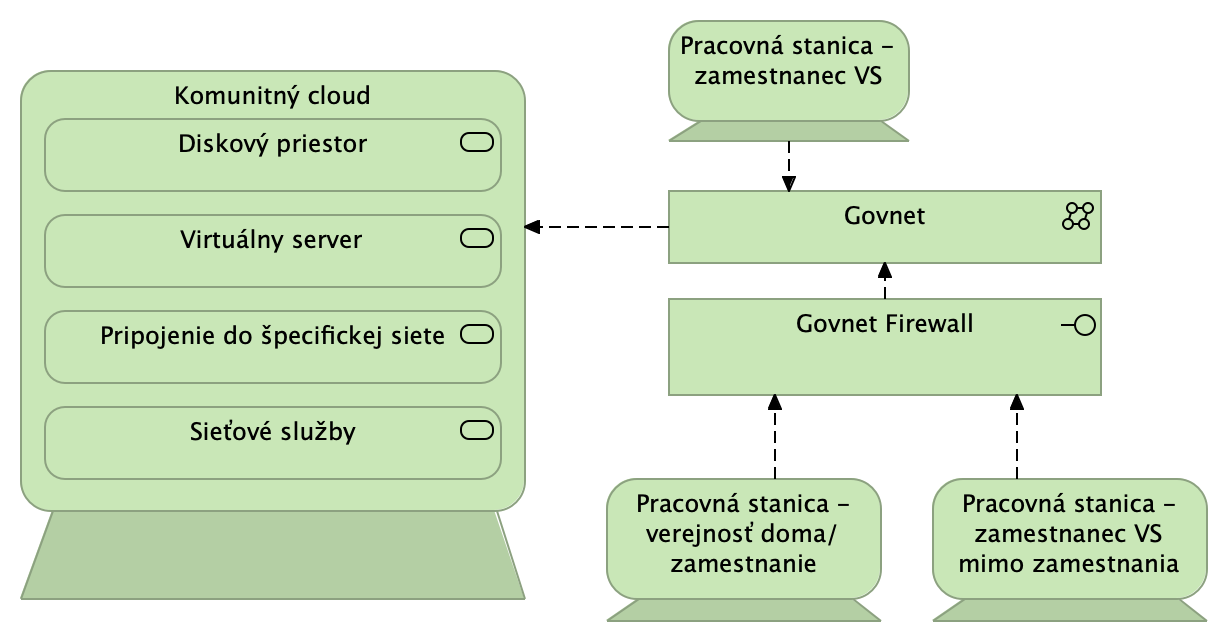 Komunitný cloud
Diskový priestor
Virtuálny server
Pripojenie do špecifickej siete
Sieťové služby
Pracovná stanica –
zamestnanec VS
Govnet
Govnet Firewall
Pracovná stanica –
verejnosť doma/
zamestnanie
Pracovná stanica –
zamestnanec VS
mimo zamestnania